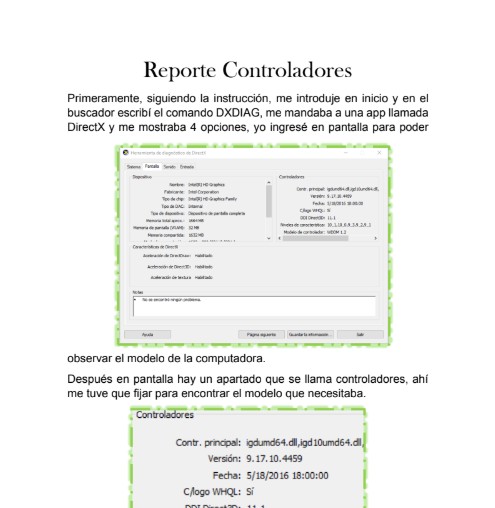 Reporte Controladores
Primeramente, siguiendo la instrucción, me introduje en inicio y en el
buscador escribí el comando DXDIAG, me mandaba a una app llamada
DirectX y me mostraba 4 opciones, yo ingresé en pantalla para poder
Herramienta de diagnóstico de DirectX
Sistema Pantalla Sonido Entrada
Dispositivo
Nombre: Intel(R) HD Graphics
Fabricante: Intel Corporation
Tipo de chip: Intel(R) HD Graphics Family
Tipo de DAC: Internal
Tipo de dispositivo: Dispositivo de pantalla completa
Memoria total aprox.: 1664 MB
Memoria de pantalla (VRAM): 32 MB
Memoria compartida: 1632 MB
Controladores
Contr. principal: igdumd64.dll,igd10umd64.dll,
Versión: 9.17.10.4459
Fecha: 5/18/2016 18:00:00
C/logo WHQL: Sí
DDI Direct3D: 11.1
Niveles de características:
Modelo de controlador: WDDM 1.2
Características de DirectX
Aceleración de DirectDraw: Habilitado
Aceleración de Direct3D: Habilitado
Aceleración de textura Habilitado
Notas
• No se encontró ningún problema.
Ayuda Página siguiente Guardar la información... Salir
observar el modelo de la computadora.
Después en pantalla hay un apartado que se llama controladores, ahí
me tuve que fijar para encontrar el modelo que necesitaba.
Controladores
Contr. principal: igdumd64.dll,igd10umd64.dll,
Versión: 9.17.10.4459
Fecha: 5/18/2016 18:00:00
C/logo WHQL: Sí
DDI Direct3D: 11.1